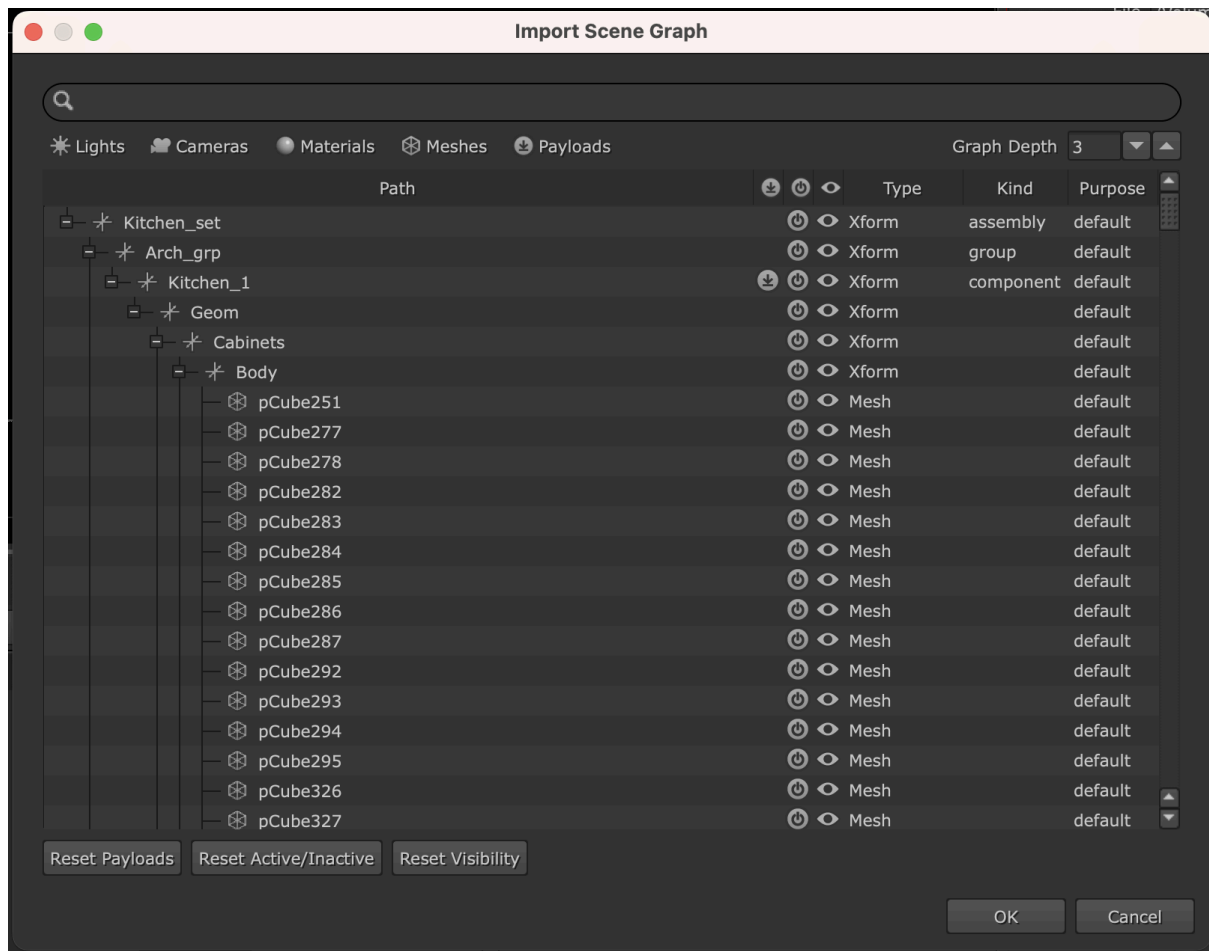 Import Scene Graph
Lights Cameras Materials Meshes Payloads Graph Depth 3
Path Type Kind Purpose
Kitchen_set Xform assembly default
Arch_grp Xform group default
Kitchen_1 Xform component default
Geom Xform default
Cabinets Xform default
Body Xform default
pCube251 Mesh default
pCube277 Mesh default
pCube278 Mesh default
pCube282 Mesh default
pCube283 Mesh default
pCube284 Mesh default
pCube285 Mesh default
pCube286 Mesh default
pCube287 Mesh default
pCube292 Mesh default
pCube293 Mesh default
pCube294 Mesh default
pCube295 Mesh default
pCube326 Mesh default
pCube327 Mesh default
Reset Payloads Reset Active/Inactive Reset Visibility
OK Cancel